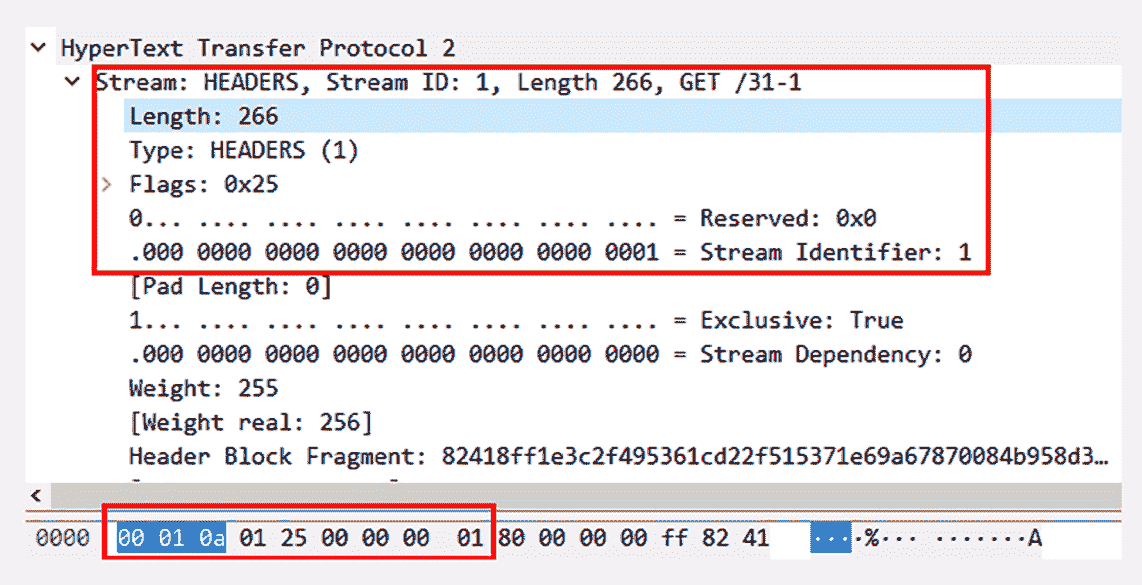 HyperText Transfer Protocol 2
Stream: HEADERS, Stream ID: 1, Length 266, GET /31-1
Length: 266
Type: HEADERS (1)
Flags: 0x25
0... .... .... .... .... .... .... .... = Reserved: 0x0
.000 0000 0000 0000 0000 0000 0000 0001 = Stream Identifier: 1
[Pad Length: 0]
1... .... .... .... .... .... .... .... = Exclusive: True
.000 0000 0000 0000 0000 0000 0000 0000 = Stream Dependency: 0
Weight: 255
[Weight real: 256]
Header Block Fragment: 82418ff1e3c2f495361cd22f515371e69a67870084b958d3…
0000 00 01 0a 01 25 00 00 00 01 80 00 00 00 ff 82 41 ····%··· ·······A